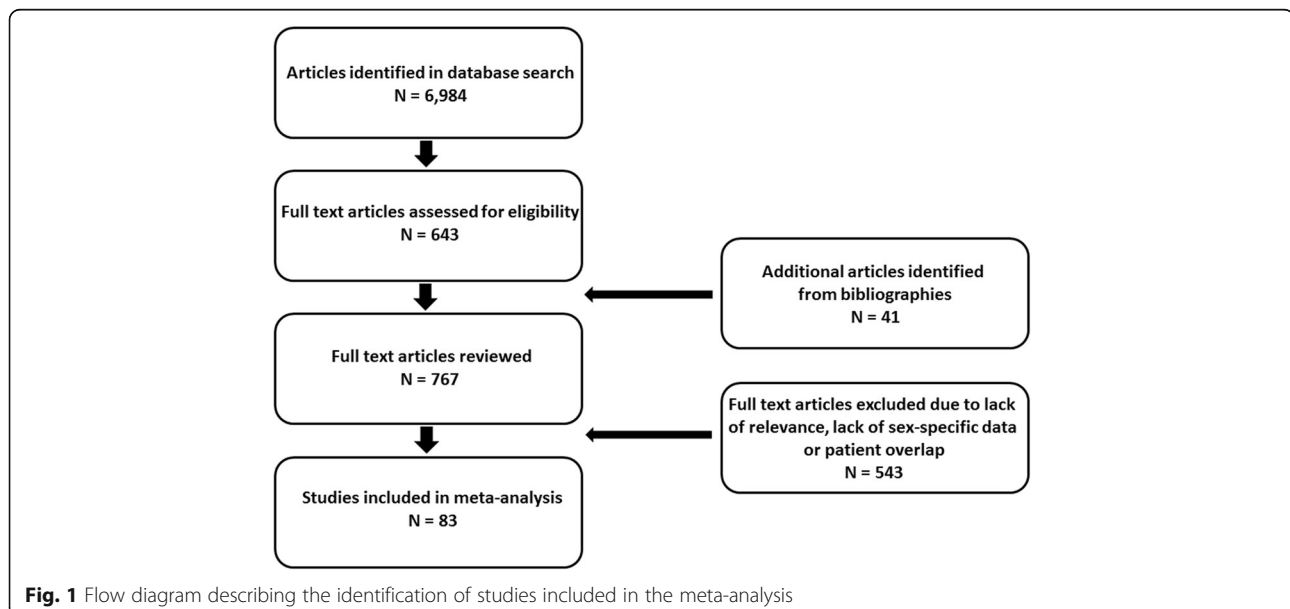 Articles identified in database search
N = 6,984
Full text articles assessed for eligibility
N = 643
Additional articles identified
from bibliographies
N = 41
Full text articles reviewed
N = 767
Full text articles excluded due to lack
of relevance, lack of sex-specific data
or patient overlap
N = 543
Studies included in meta-analysis
N = 83
Fig. 1 Flow diagram describing the identification of studies included in the meta-analysis